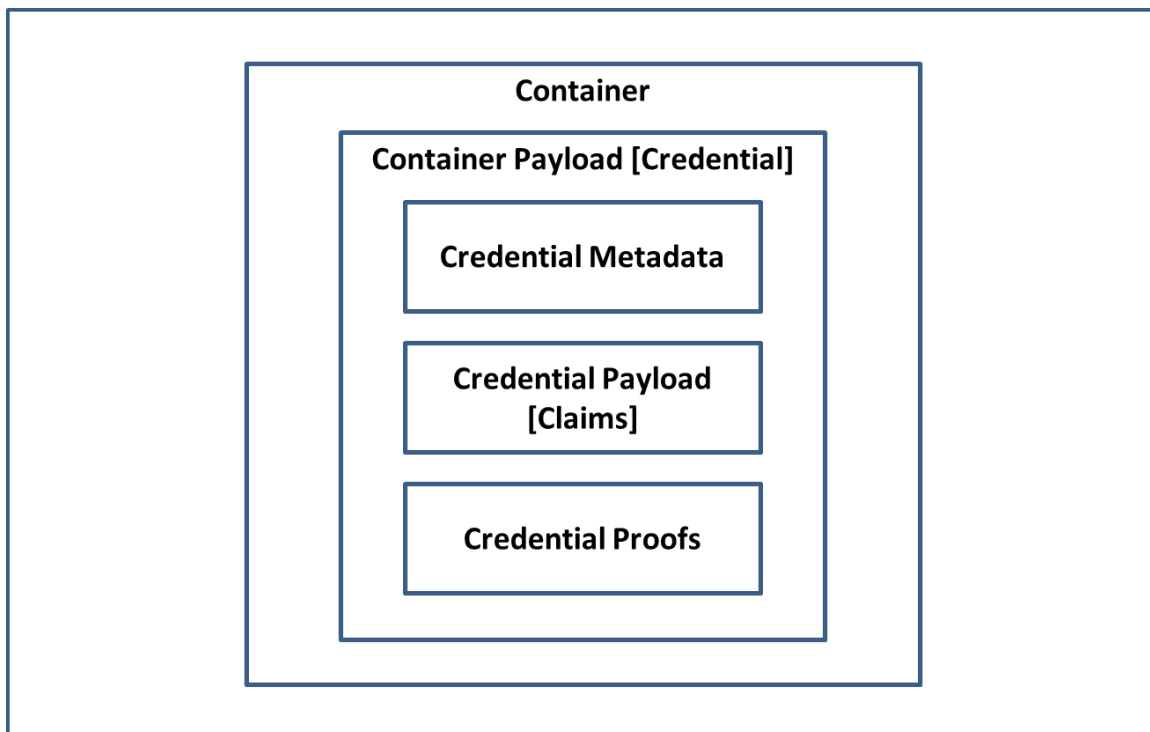 Container
Container Payload [Credential]
Credential Metadata
Credential Payload
[Claims]
Credential Proofs